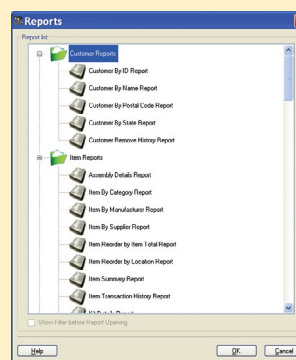 Reports
Report list
Customer Reports
Customer By ID Report
Customer By Name Report
Customer By Postal Code Report
Customer By State Report
Customer Remove History Report
Item Reports
Assembly Details Report
Item By Category Report
Item By Manufacturer Report
Item By Supplier Report
Item Reorder by Item Total Report
Item Reorder by Location Report
Item Summary Report
Item Transaction History Report
Kit Details Report
Show Filter before Report Opening
Help
OK
Cancel